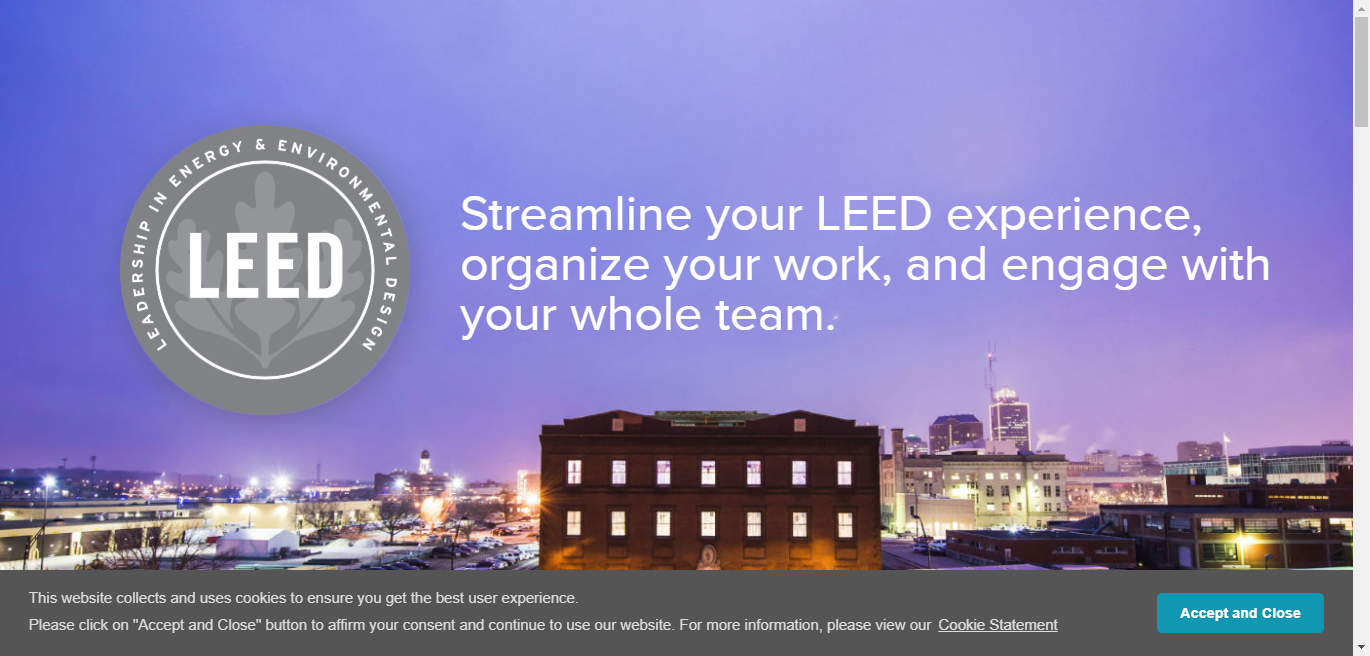 LEADERSHIP IN ENERGY & ENVIRONMENTAL DESIGN
LEED
Streamline your LEED experience,
organize your work, and engage with
your whole team.
This website collects and uses cookies to ensure you get the best user experience.
Please click on "Accept and Close" button to affirm your consent and continue to use our website. For more information, please view our Cookie Statement
Accept and Close